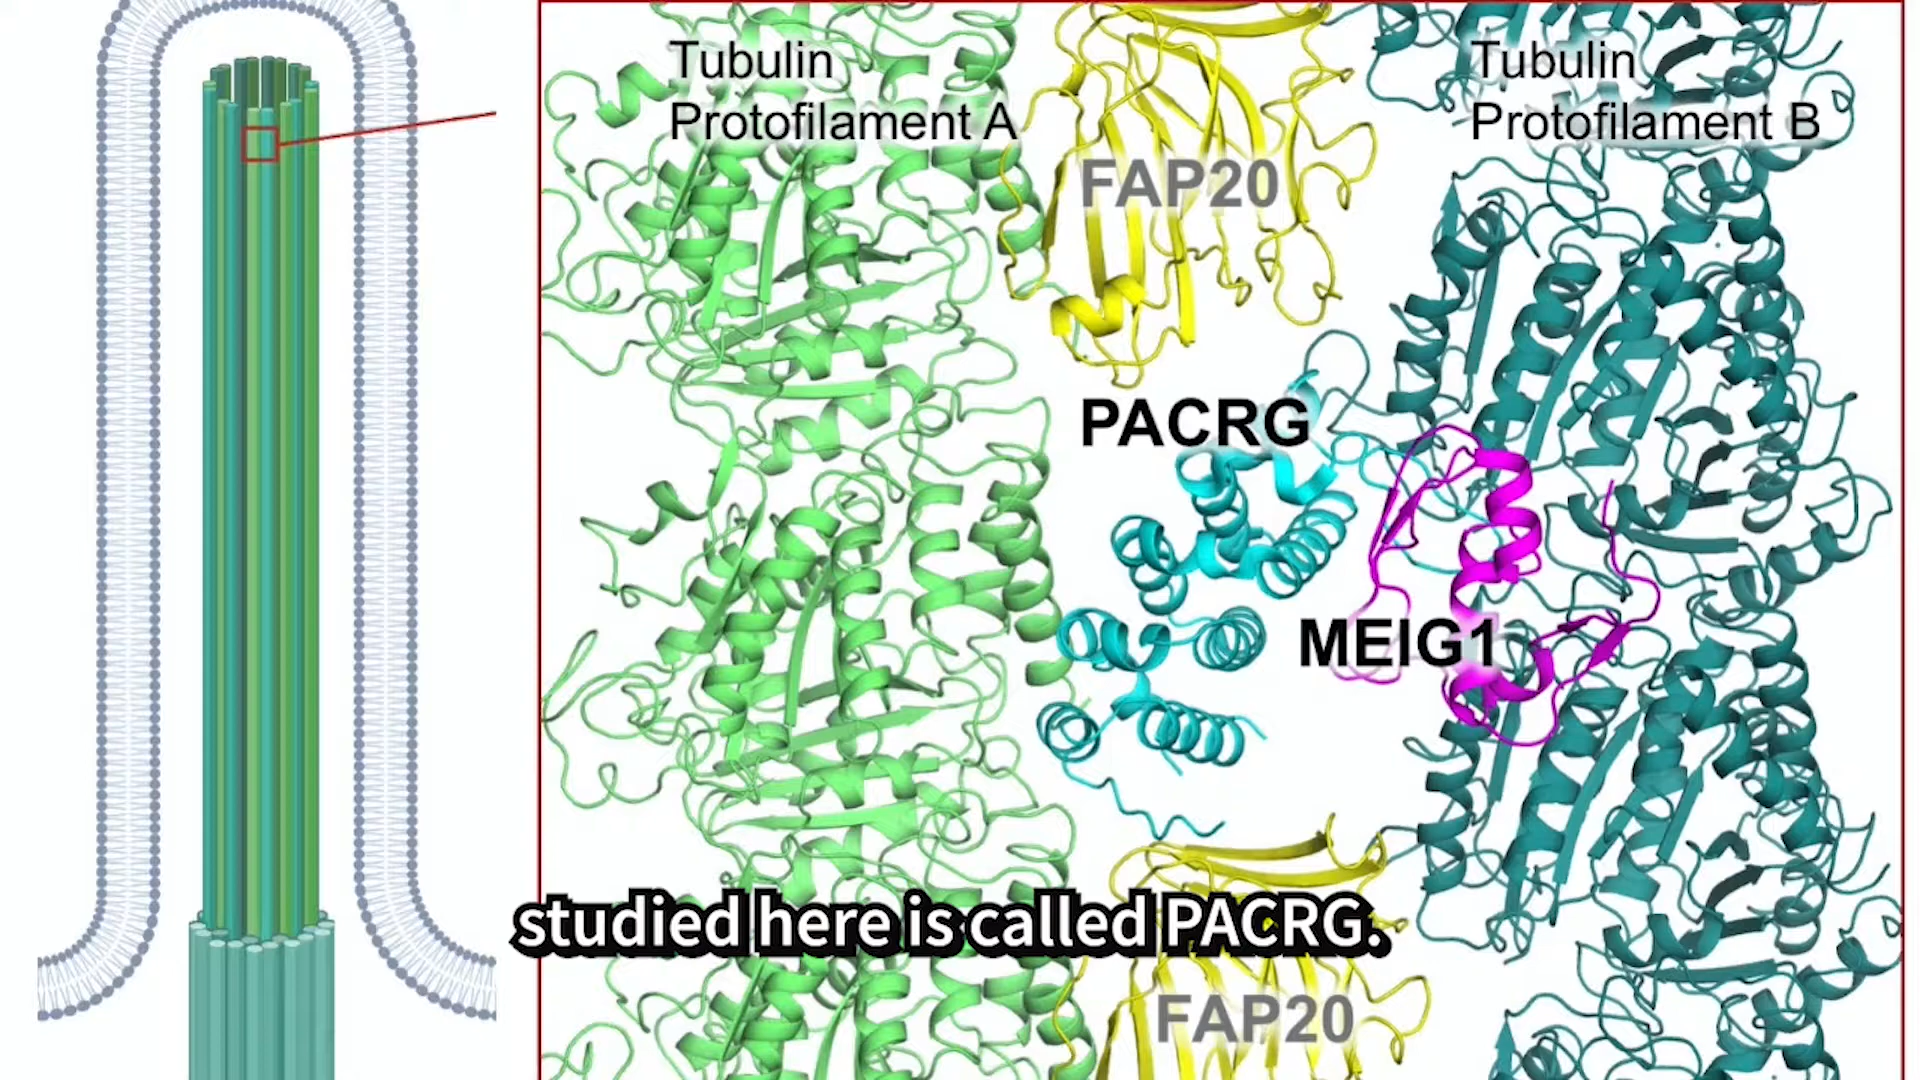 Tubulin
Protofilament A
Tubulin
Protofilament B
FAP20
PACRG
MEIG1
studied here is called PACRG.
FAP20